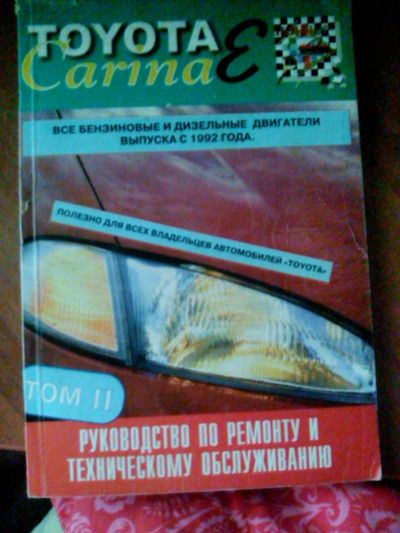 TOYOTA
Carina E
ВСЕ БЕНЗИНОВЫЕ И ДИЗЕЛЬНЫЕ ДВИГАТЕЛИ
ВЫПУСКА С 1992 ГОДА.
ПОЛЕЗНО ДЛЯ ВСЕХ ВЛАДЕЛЬЦЕВ АВТОМОБИЛЕЙ «TOYOTA»
ТОМ II
РУКОВОДСТВО ПО РЕМОНТУ И
ТЕХНИЧЕСКОМУ ОБСЛУЖИВАНИЮ